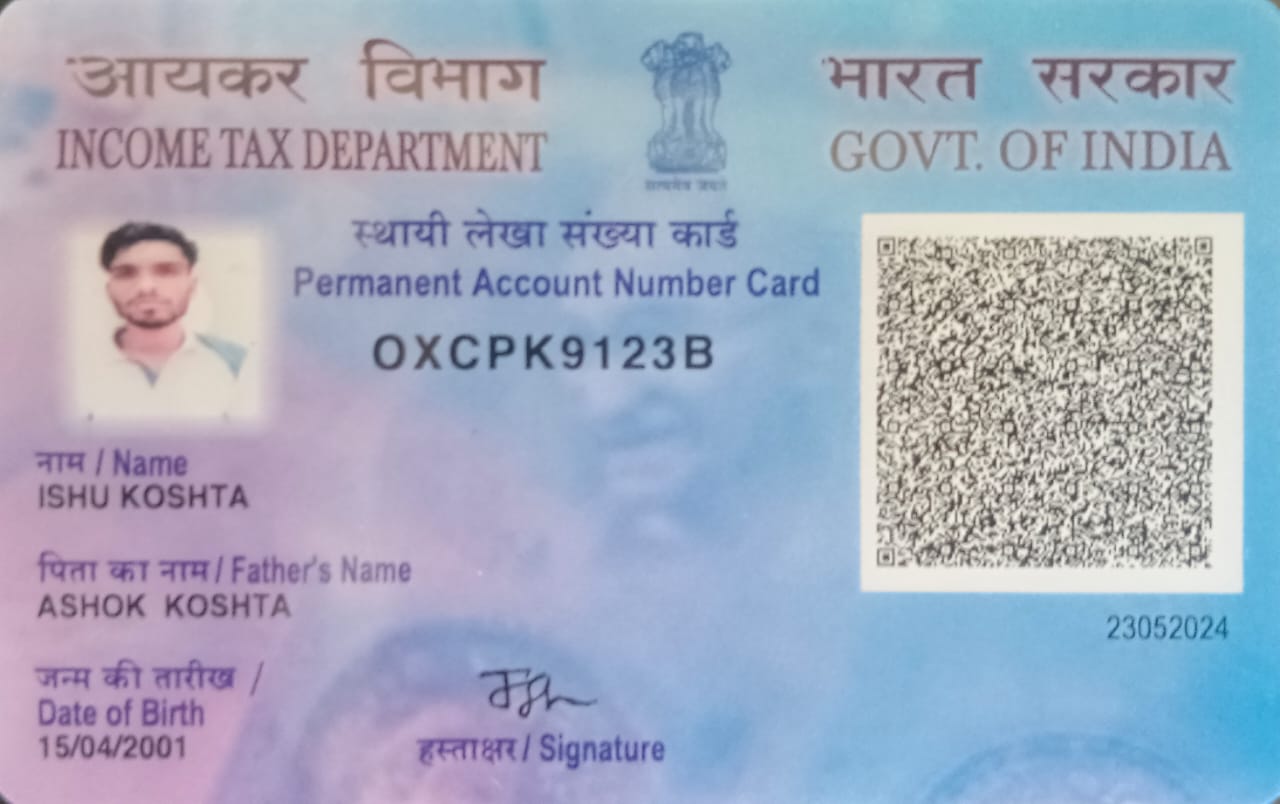 आयकर विभाग
INCOME TAX DEPARTMENT
सत्यमेव जयते
भारत सरकार
GOVT. OF INDIA
स्थायी लेखा संख्या कार्ड
Permanent Account Number Card
OXCPK9123B
नाम / Name
ISHU KOSHTA
पिता का नाम / Father's Name
ASHOK KOSHTA
23052024
जन्म की तारीख /
Date of Birth
15/04/2001
हस्ताक्षर / Signature